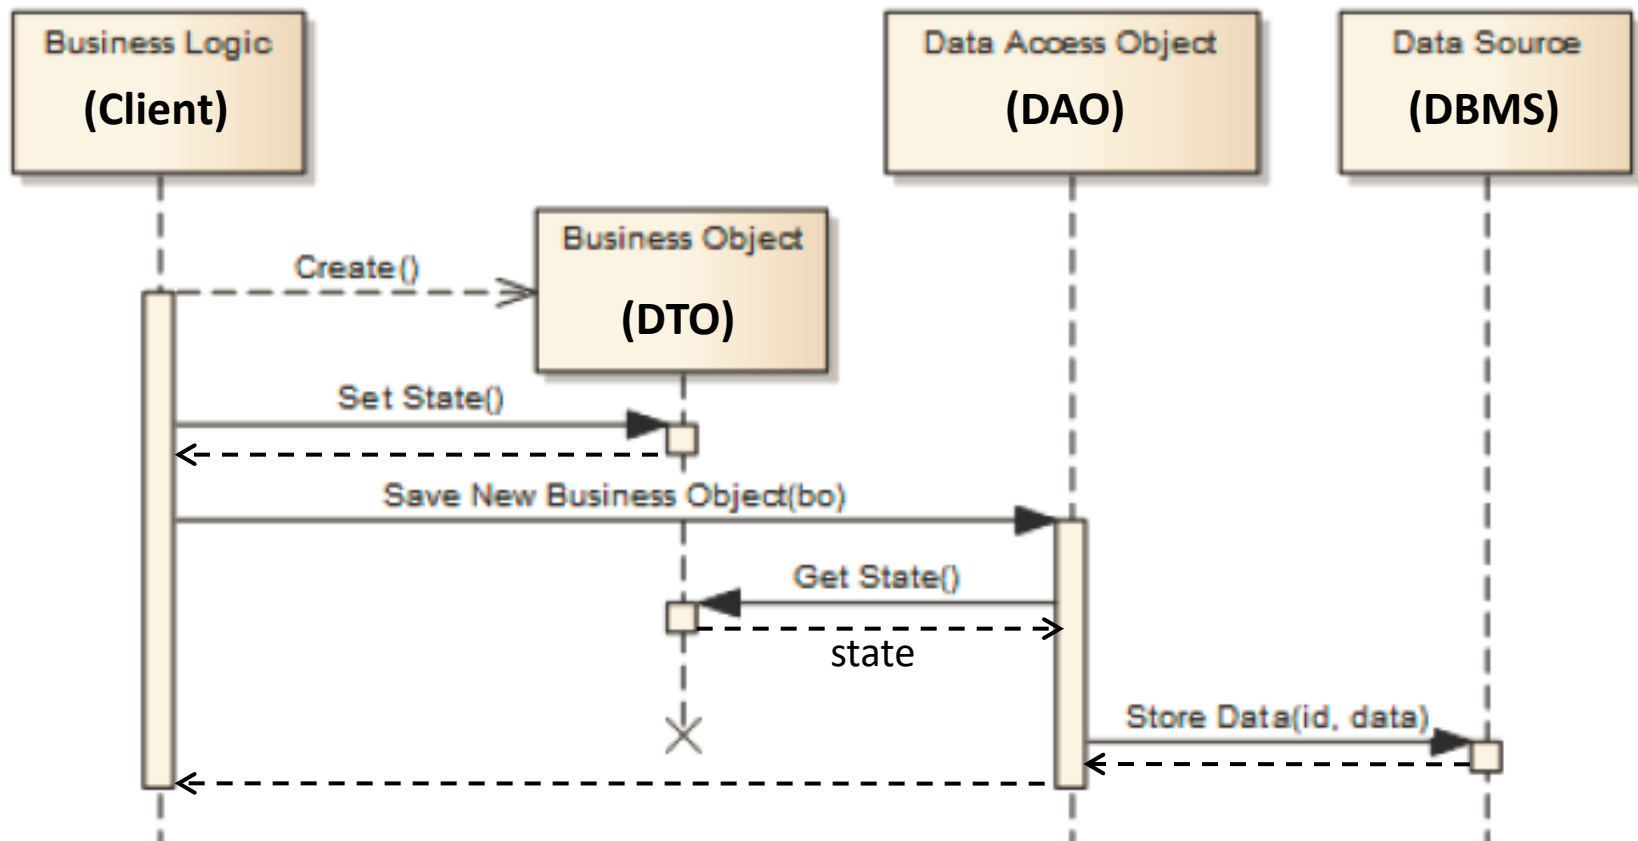 Business Logic
(Client)
Data Access Object
(DAO)
Data Source
(DBMS)
Business Object
(DTO)
Create()
Set State()
Save New Business Object(bo)
Get State()
state
Store Data(id, data)